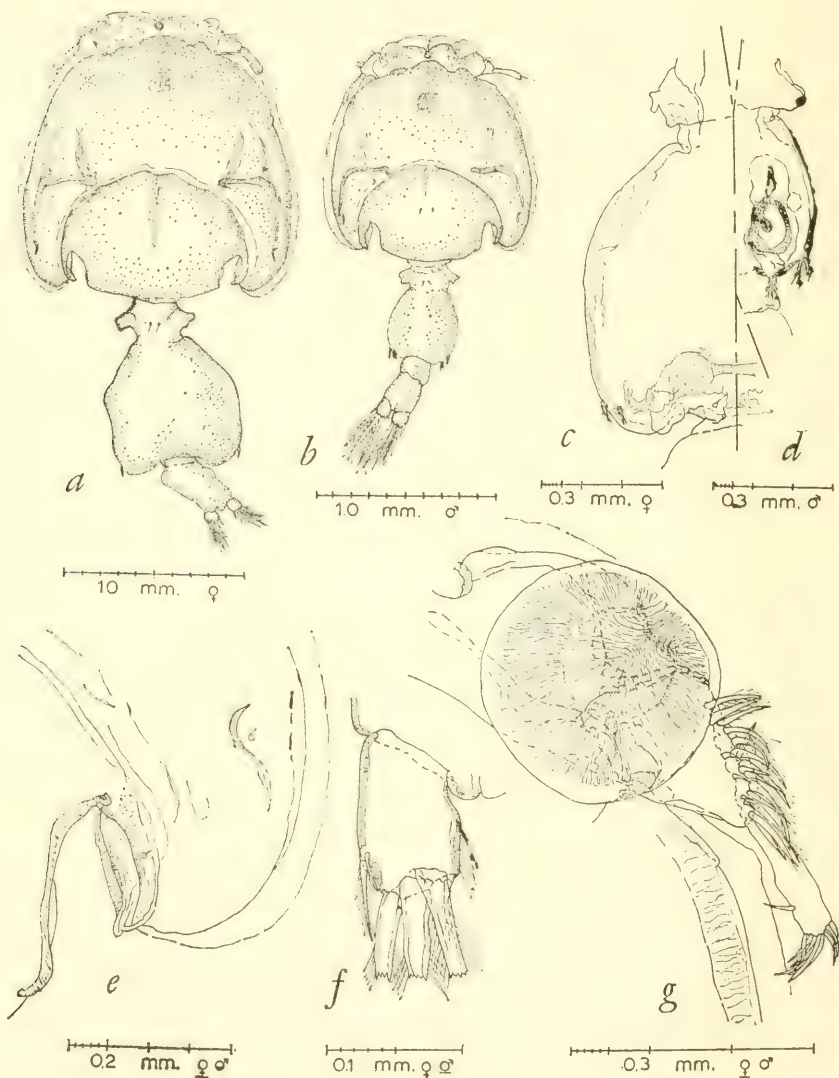 a
b
c
d
10 mm. ♀
1.0 mm. ♂
0.3 mm. ♀
0.3 mm. ♂
e
f
g
0.2 mm. ♀ ♂
0.1 mm. ♀ ♂
0.3 mm. ♀ ♂